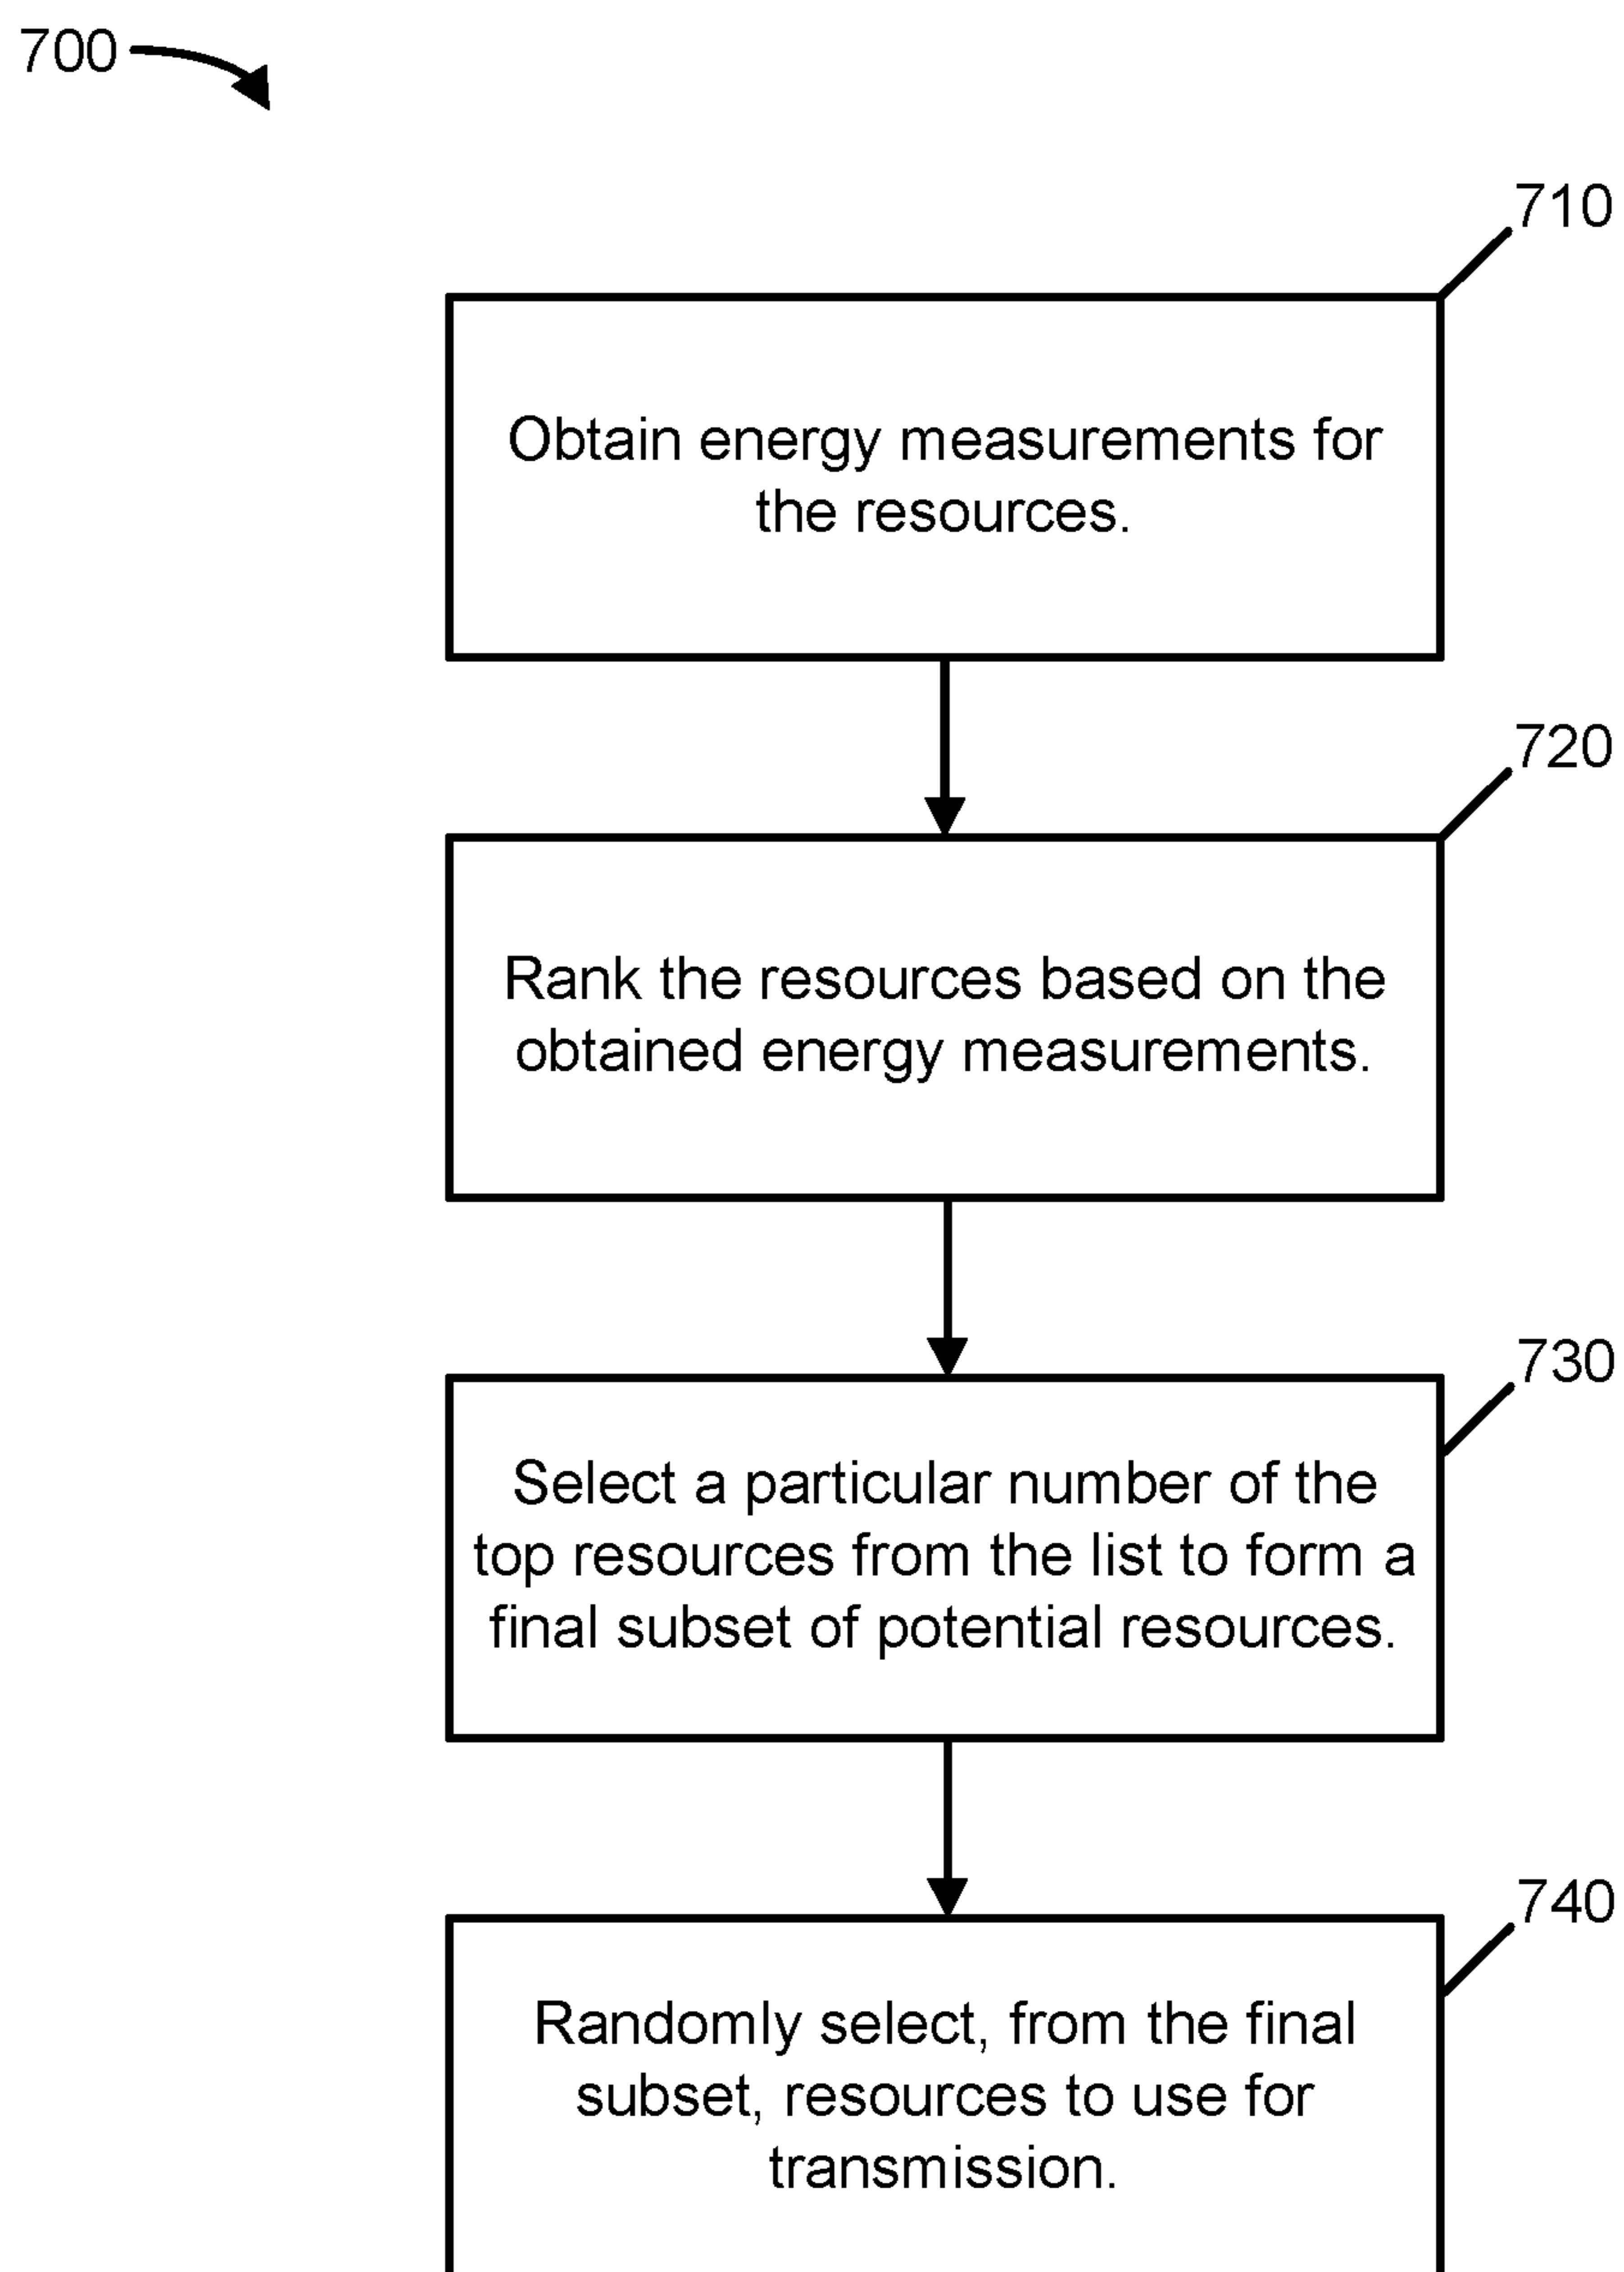 700
710
Obtain energy measurements for
the resources.
720
Rank the resources based on the
obtained energy measurements.
730
Select a particular number of the
top resources from the list to form a
final subset of potential resources.
740
Randomly select, from the final
subset, resources to use for
transmission.